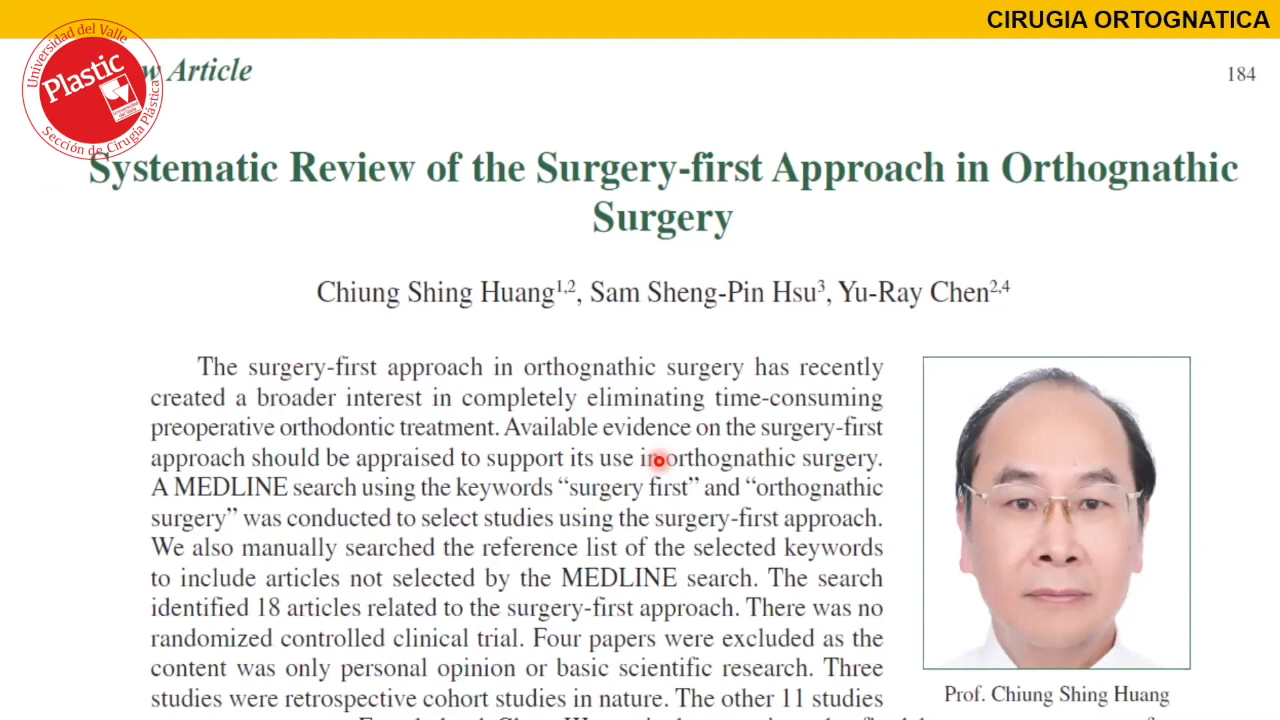 CIRUGIA ORTOGNATICA
Universidad del Valle
Plastic
Sección de Cirugía Plástica
Article
184
Systematic Review of the Surgery-first Approach in Orthognathic
Surgery
Chiung Shing Huang1,2, Sam Sheng-Pin Hsu3, Yu-Ray Chen2,4
The surgery-first approach in orthognathic surgery has recently
created a broader interest in completely eliminating time-consuming
preoperative orthodontic treatment. Available evidence on the surgery-first
approach should be appraised to support its use in orthognathic surgery.
A MEDLINE search using the keywords “surgery first” and “orthognathic
surgery” was conducted to select studies using the surgery-first approach.
We also manually searched the reference list of the selected keywords
to include articles not selected by the MEDLINE search. The search
identified 18 articles related to the surgery-first approach. There was no
randomized controlled clinical trial. Four papers were excluded as the
content was only personal opinion or basic scientific research. Three
studies were retrospective cohort studies in nature. The other 11 studies
Prof. Chiung Shing Huang